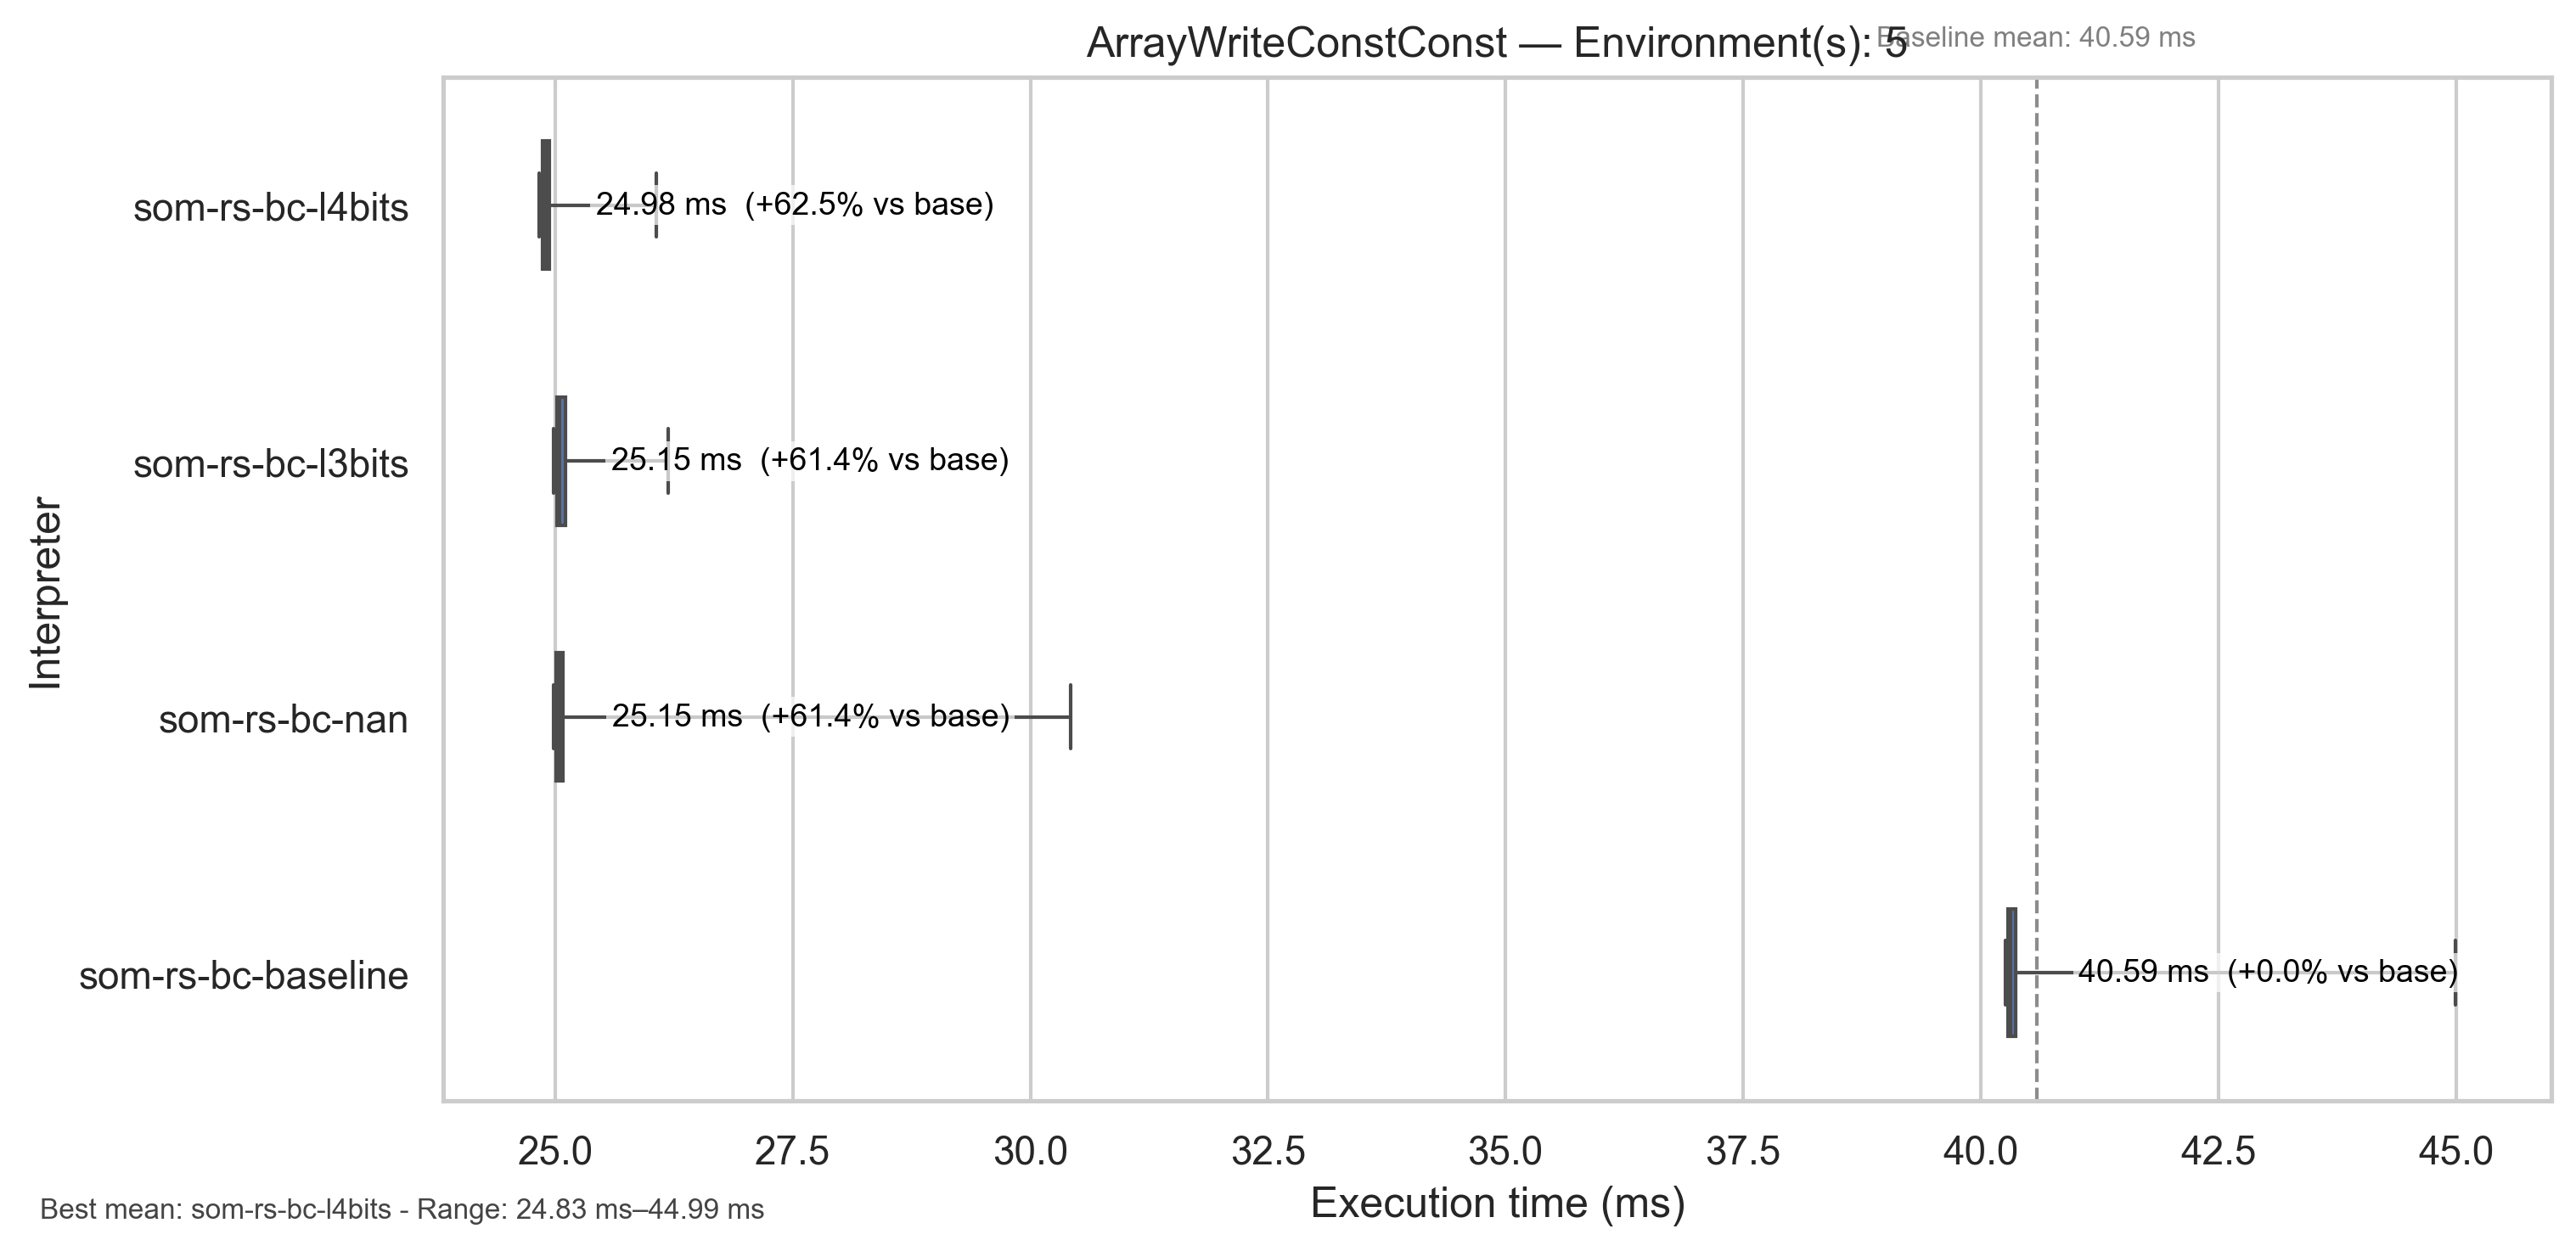 ArrayWriteConstConst — Environment(s): 5
Baseline mean: 40.59 ms
som-rs-bc-l4bits
24.98 ms  (+62.5% vs base)
som-rs-bc-l3bits
25.15 ms  (+61.4% vs base)
Interpreter
som-rs-bc-nan
25.15 ms  (+61.4% vs base)
som-rs-bc-baseline
40.59 ms  (+0.0% vs base)
25.0 27.5 30.0 32.5 35.0 37.5 40.0 42.5 45.0
Execution time (ms)
Best mean: som-rs-bc-l4bits - Range: 24.83 ms–44.99 ms